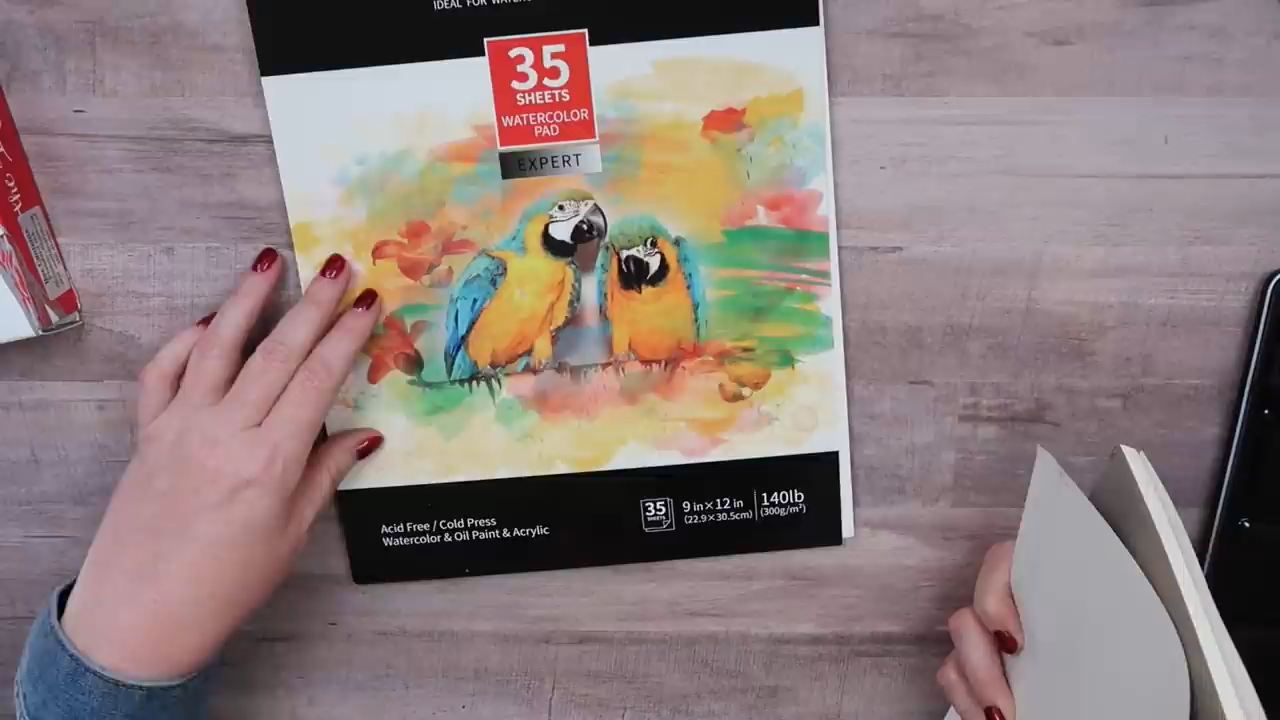 IDEAL FOR
35
SHEETS
WATERCOLOR
PAD
EXPERT
the
Acid Free / Cold Press
Watercolor & Oil Paint & Acrylic
35
SHEETS
9 in×12 in
(22.9×30.5cm)
140lb
(300g/m²)